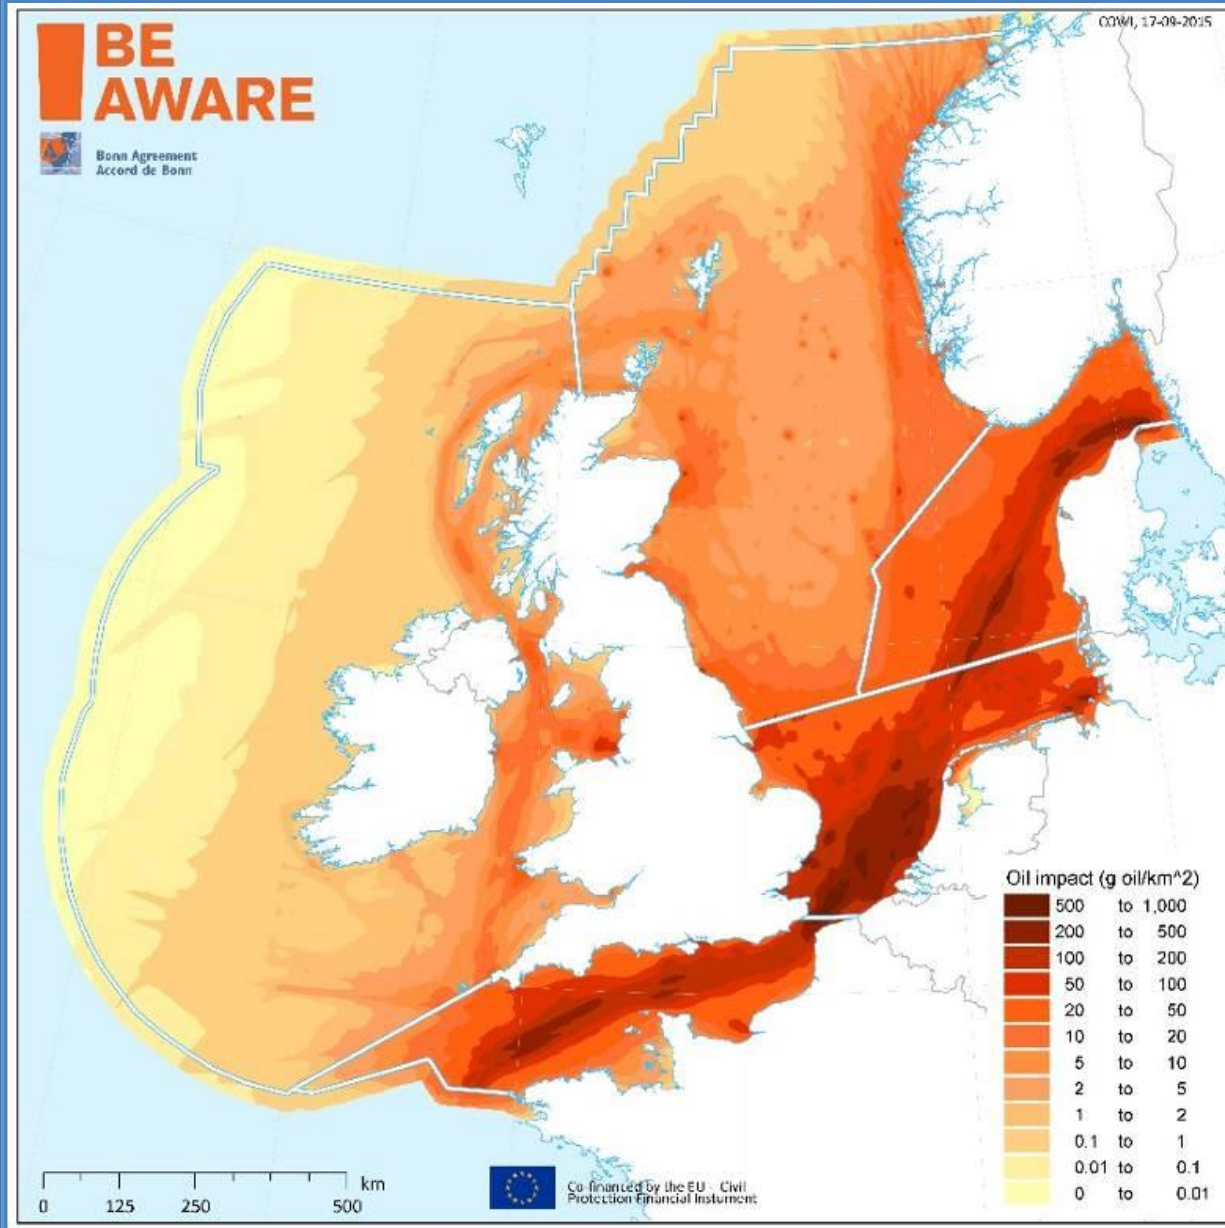 COWI, 17-09-2015
BE
AWARE
Bonn Agreement
Accord de Bonn
Oil impact (g oil/km^2)
500 to 1,000
200 to 500
100 to 200
50 to 100
20 to 50
10 to 20
5 to 10
2 to 5
1 to 2
0.1 to 1
0.01 to 0.1
0 to 0.01
km
0 125 250 500
Co-financed by the EU - Civil
Protection Financial Instument